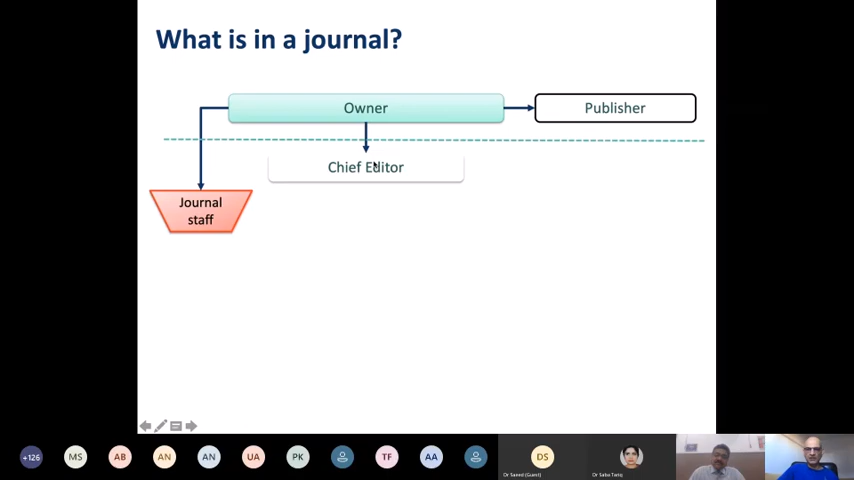 What is in a journal?
Owner
Publisher
Chief Editor
Journal
staff
+126
MS
AB
AN
AN
UA
PK
TF
AA
DS
Dr Saeed (Guest)
Dr Saba Tariq